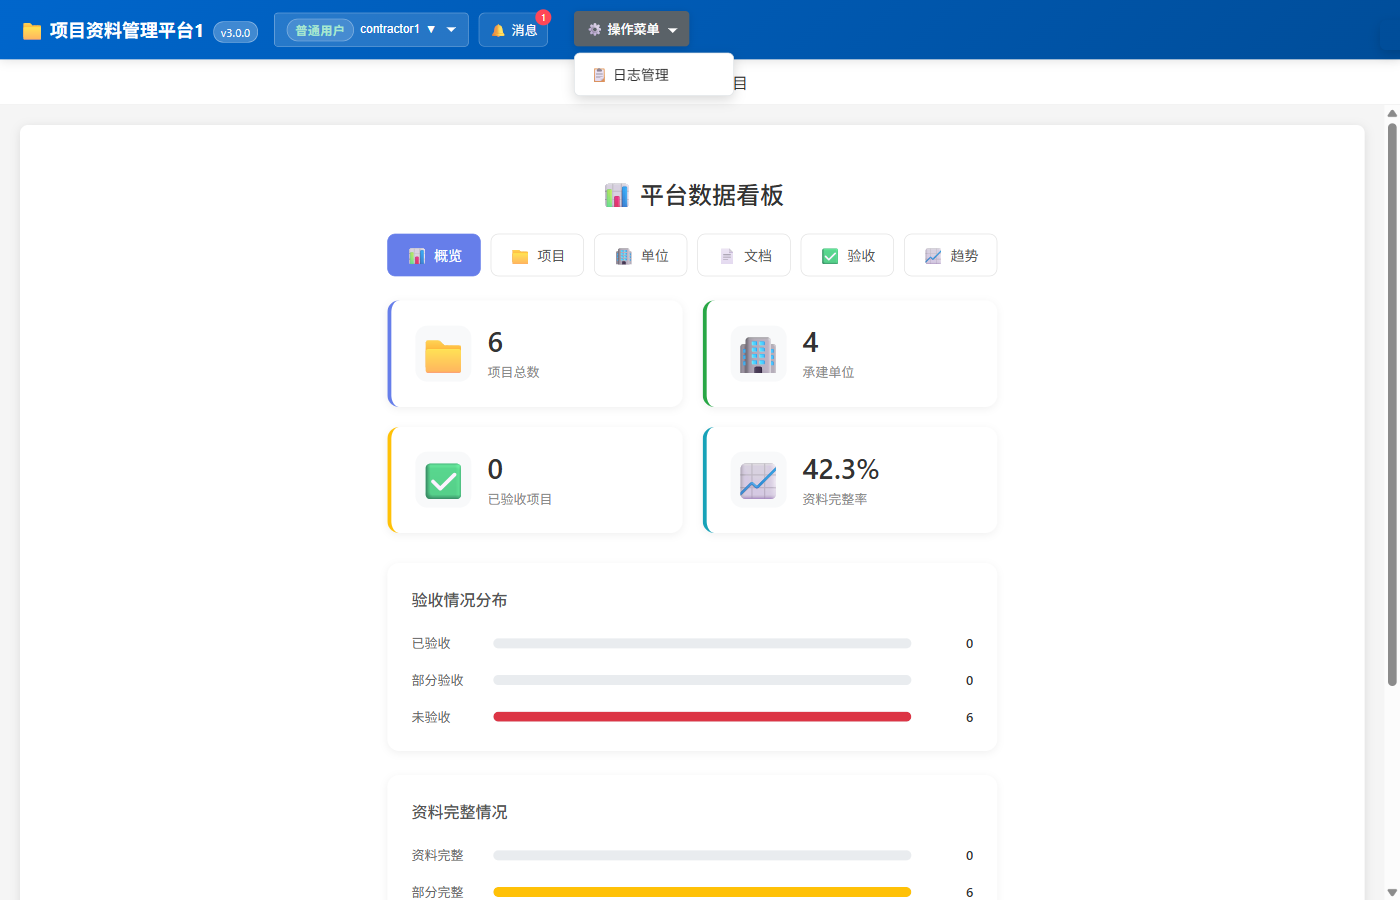 项目资料管理平台1 v3.0.0 普通用户 contractor1 ▼ 消息 1 操作菜单
日志管理
目
平台数据看板
概览 项目 单位 文档 验收 趋势
6
项目总数
4
承建单位
0
已验收项目
42.3%
资料完整率
验收情况分布
已验收 0
部分验收 0
未验收 6
资料完整情况
资料完整 0
部分完整 6